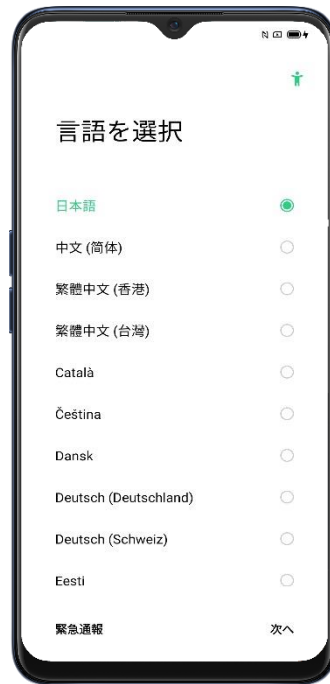 言語を選択
日本語
中文 (简体)
繁體中文 (香港)
繁體中文 (台灣)
Català
Čeština
Dansk
Deutsch (Deutschland)
Deutsch (Schweiz)
Eesti
緊急通報 次へ